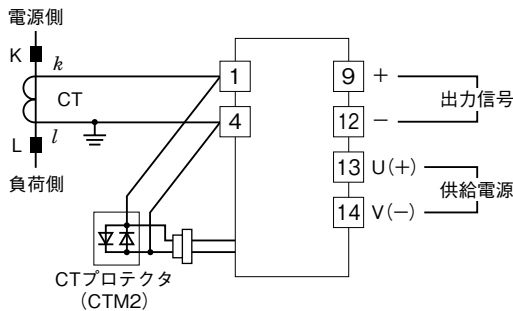 電源側
K
k
CT
L
l
負荷側
1
4
9
+
12
−
出力信号
13
U(+)
14
V(−)
供給電源
CTプロテクタ
(CTM2)